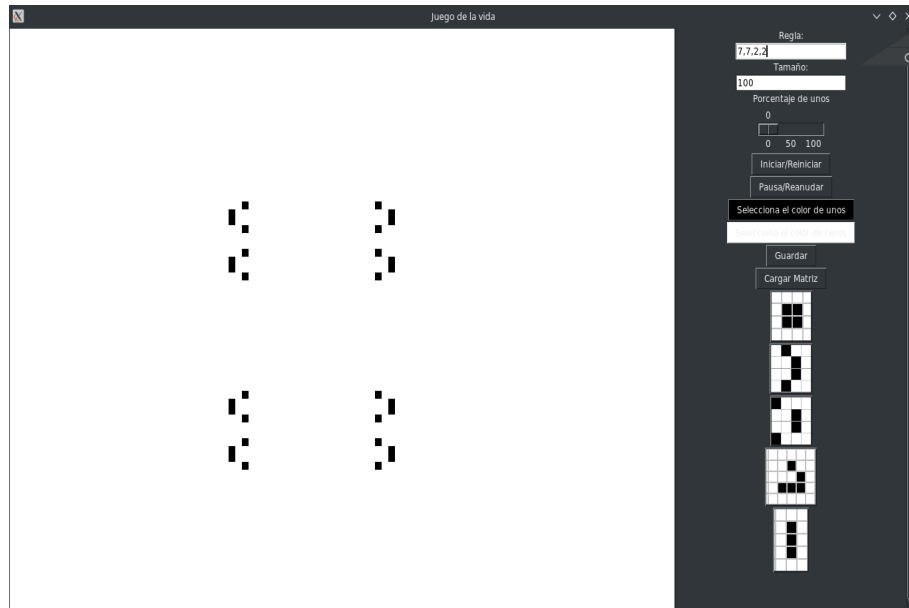 Juego de la vida
Regla:
7,7,2,2
Tamaño:
100
Porcentaje de unos
0
0 50 100
Iniciar/Reiniciar
Pausa/Reanudar
Selecciona el color de unos
Selecciona el color de ceros
Guardar
Cargar Matriz